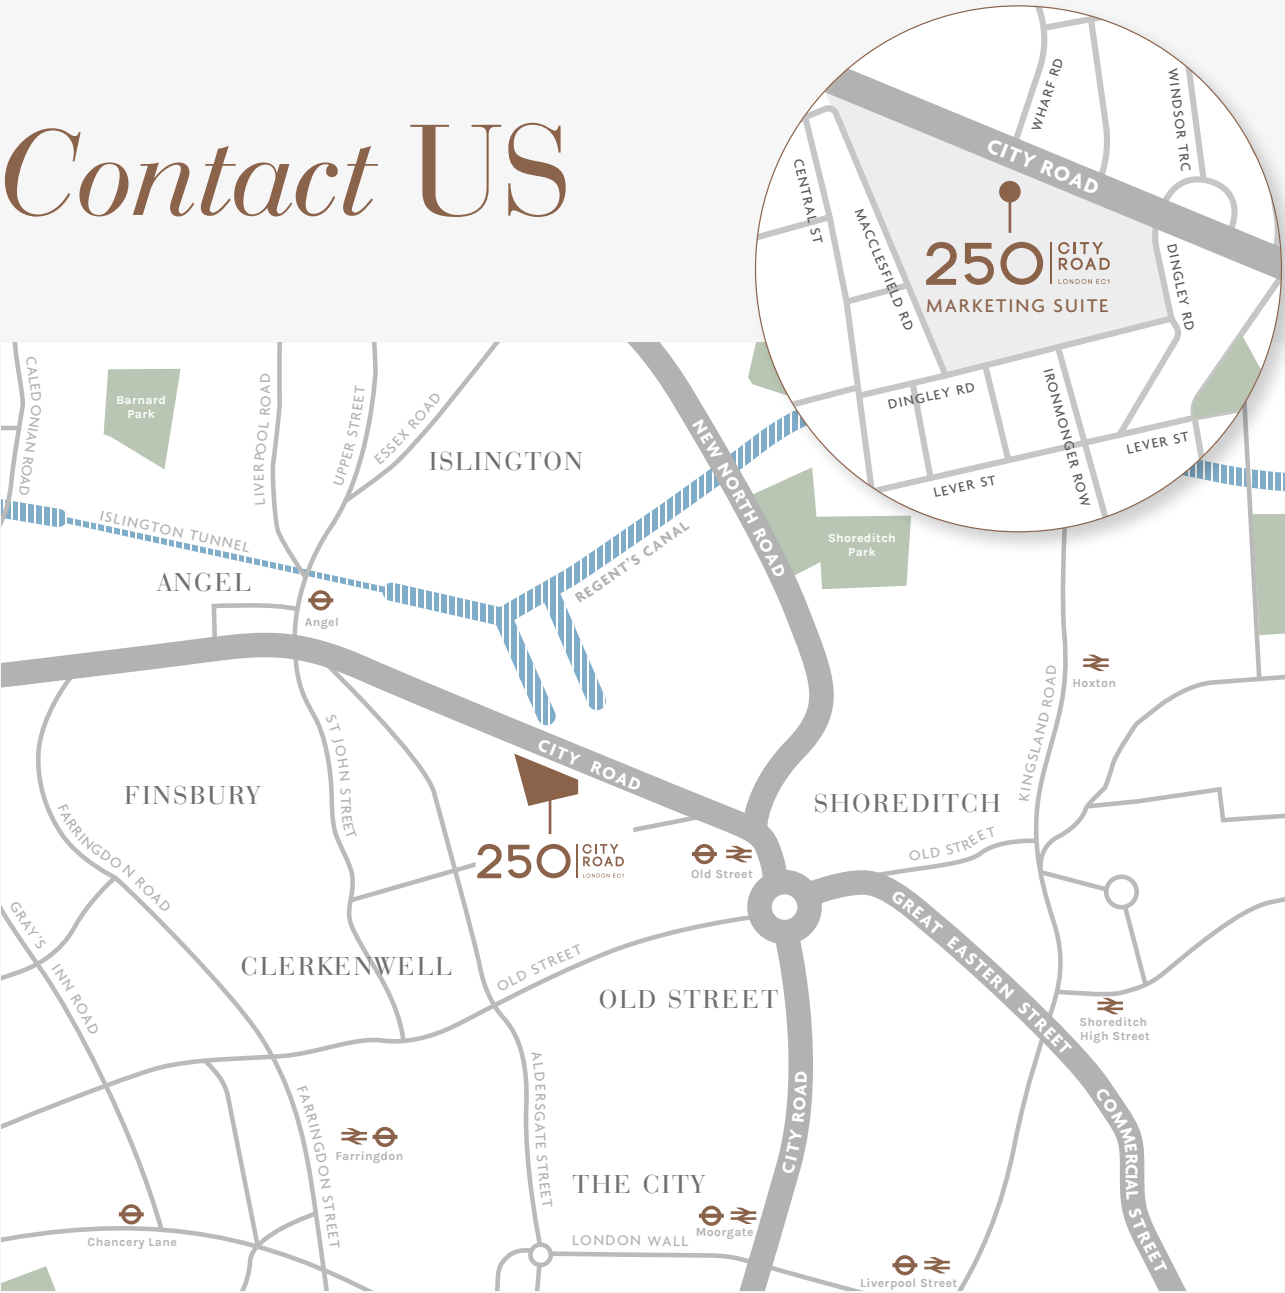 Contact US
WHARF RD
WINDSOR TRC
CITY ROAD
CENTRAL ST
MACCLESFIELD RD
250 CITY
ROAD
LONDON EC1
MARKETING SUITE
DINGLEY RD
DINGLEY RD
IRONMONGER ROW
LEVER ST
LEVER ST
CALEDONIAN ROAD
Barnard
Park
LIVERPOOL ROAD
UPPER STREET
ESSEX ROAD
ISLINGTON
NEW NORTH ROAD
ISLINGTON TUNNEL
REGENT'S CANAL
Shoreditch
Park
ANGEL
Angel
Hoxton
KINGSLAND ROAD
ST JOHN STREET
CITY ROAD
FINSBURY
SHOREDITCH
FARRINGDON ROAD
250 CITY
ROAD
LONDON EC1
Old Street
OLD STREET
GREAT EASTERN STREET
GRAY'S INN ROAD
CLERKENWELL
OLD STREET
OLD STREET
Shoreditch
High Street
ALDERSGATE STREET
CITY ROAD
COMMERCIAL STREET
FARRINGDON STREET
Farringdon
THE CITY
Moorgate
Chancery Lane
LONDON WALL
Liverpool Street